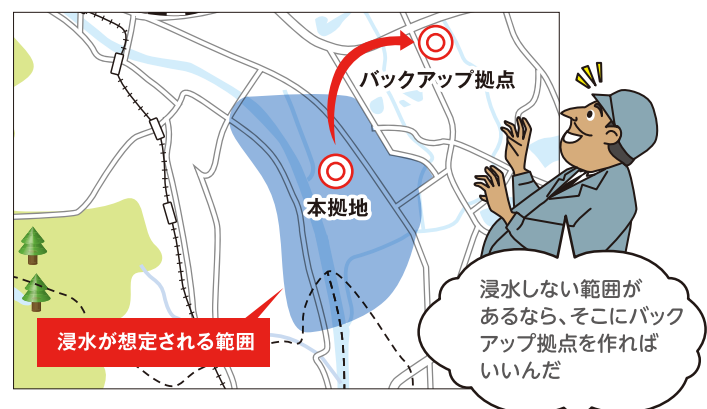 バックアップ拠点
本拠地
浸水が想定される範囲
浸水しない範囲が
あるなら、そこにバック
アップ拠点を作れば
いいんだ